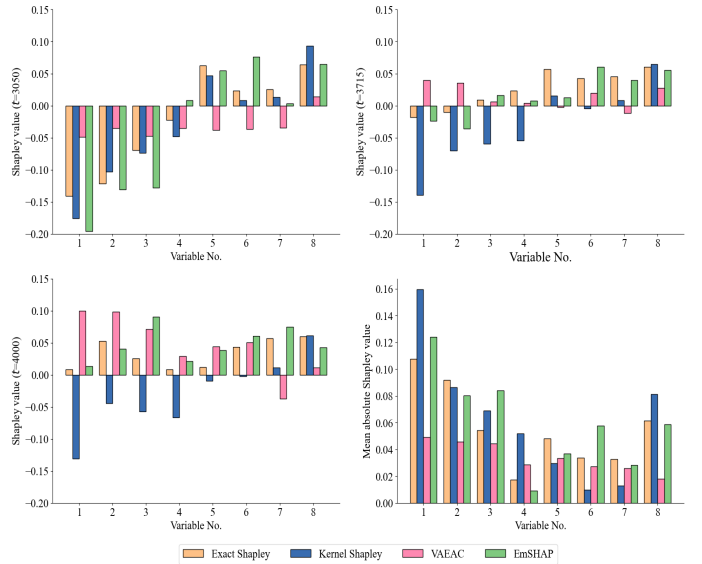 Shapley value (t=3050)
0.15
0.10
0.05
0.00
−0.05
−0.10
−0.15
−0.20
1 2 3 4 5 6 7 8
Variable No.
Shapley value (t=3715)
0.15
0.10
0.05
0.00
−0.05
−0.10
−0.15
−0.20
1 2 3 4 5 6 7 8
Variable No.
Shapley value (t=4000)
0.15
0.10
0.05
0.00
−0.05
−0.10
−0.15
−0.20
1 2 3 4 5 6 7 8
Variable No.
Mean absolute Shapley value
0.16
0.14
0.12
0.10
0.08
0.06
0.04
0.02
0.00
1 2 3 4 5 6 7 8
Variable No.
Exact Shapley Kernel Shapley VAEAC EmSHAP